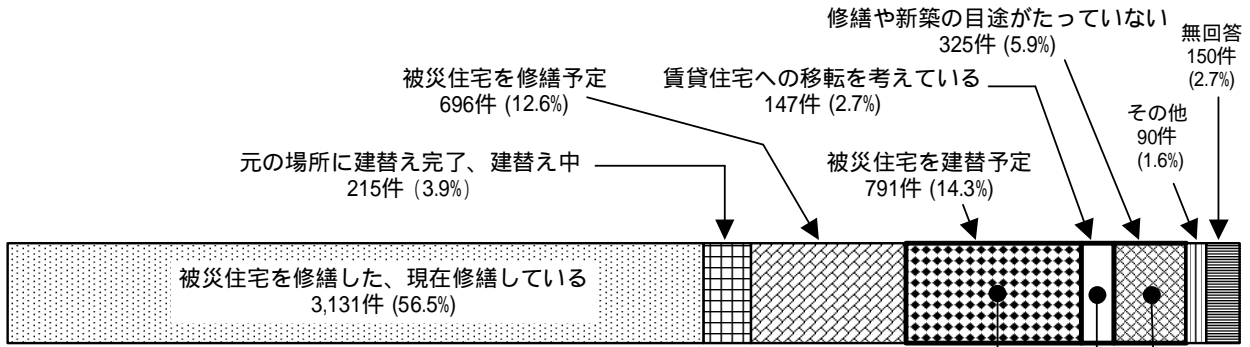 修繕や新築の目途がたっていない
325件 (5.9%)
無回答
150件
(2.7%)
被災住宅を修繕予定
696件 (12.6%)
賃貸住宅への移転を考えている
147件 (2.7%)
その他
90件
(1.6%)
元の場所に建替え完了、建替え中
215件 (3.9%)
被災住宅を建替予定
791件 (14.3%)
被災住宅を修繕した、現在修繕している
3,131件 (56.5%)